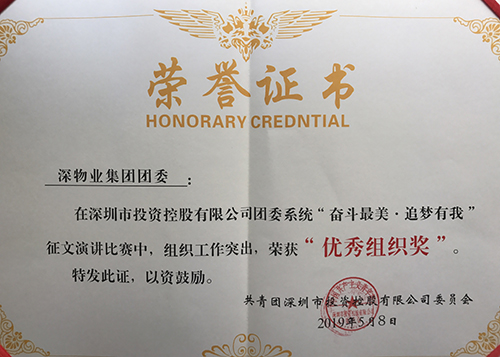 荣誉证书
HONORARY CREDNTIAL
深物业集团团委：
在深圳市投资控股有限公司团委系统“奋斗最美·追梦有我”
征文演讲比赛中，组织工作突出，荣获“优秀组织奖”。
特发此证，以资鼓励。
共青团深圳市投资控股有限公司委员会
2019年5月8日